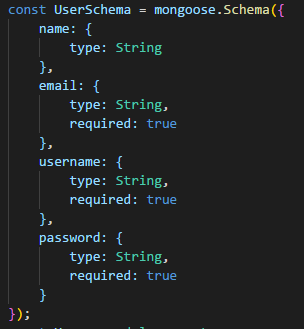 const UserSchema = mongoose.Schema({
    name: {
        type: String
    },
    email: {
        type: String,
        required: true
    },
    username: {
        type: String,
        required: true
    },
    password: {
        type: String,
        required: true
    }
});